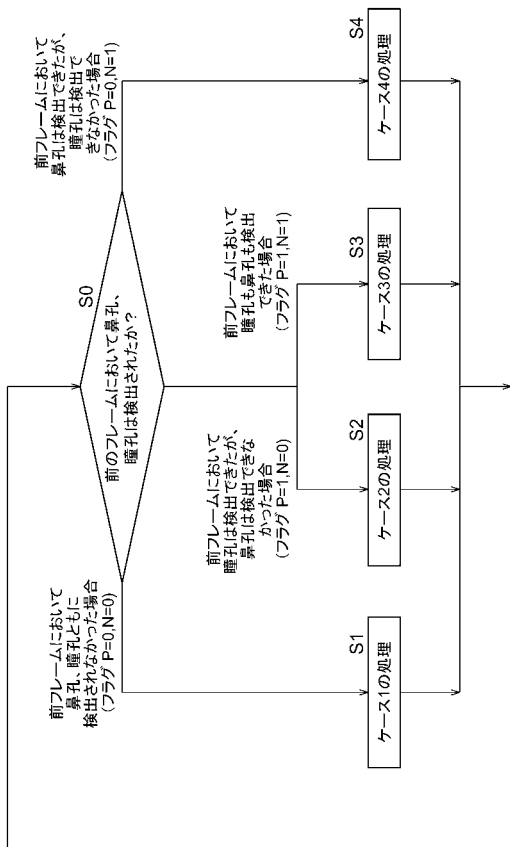 S0
前のフレームにおいて鼻孔、
瞳孔は検出されたか？
前フレームにおいて
鼻孔、瞳孔ともに
検出されなかった場合
(フラグ P=0,N=0)
前フレームにおいて
瞳孔は検出できたが、
鼻孔は検出できな
かった場合
(フラグ P=1,N=0)
前フレームにおいて
瞳孔も鼻孔も検出
できた場合
(フラグ P=1,N=1)
前フレームにおいて
鼻孔は検出できたが、
瞳孔は検出で
きなかった場合
(フラグ P=0,N=1)
S1
ケース1の処理
S2
ケース2の処理
S3
ケース3の処理
S4
ケース4の処理